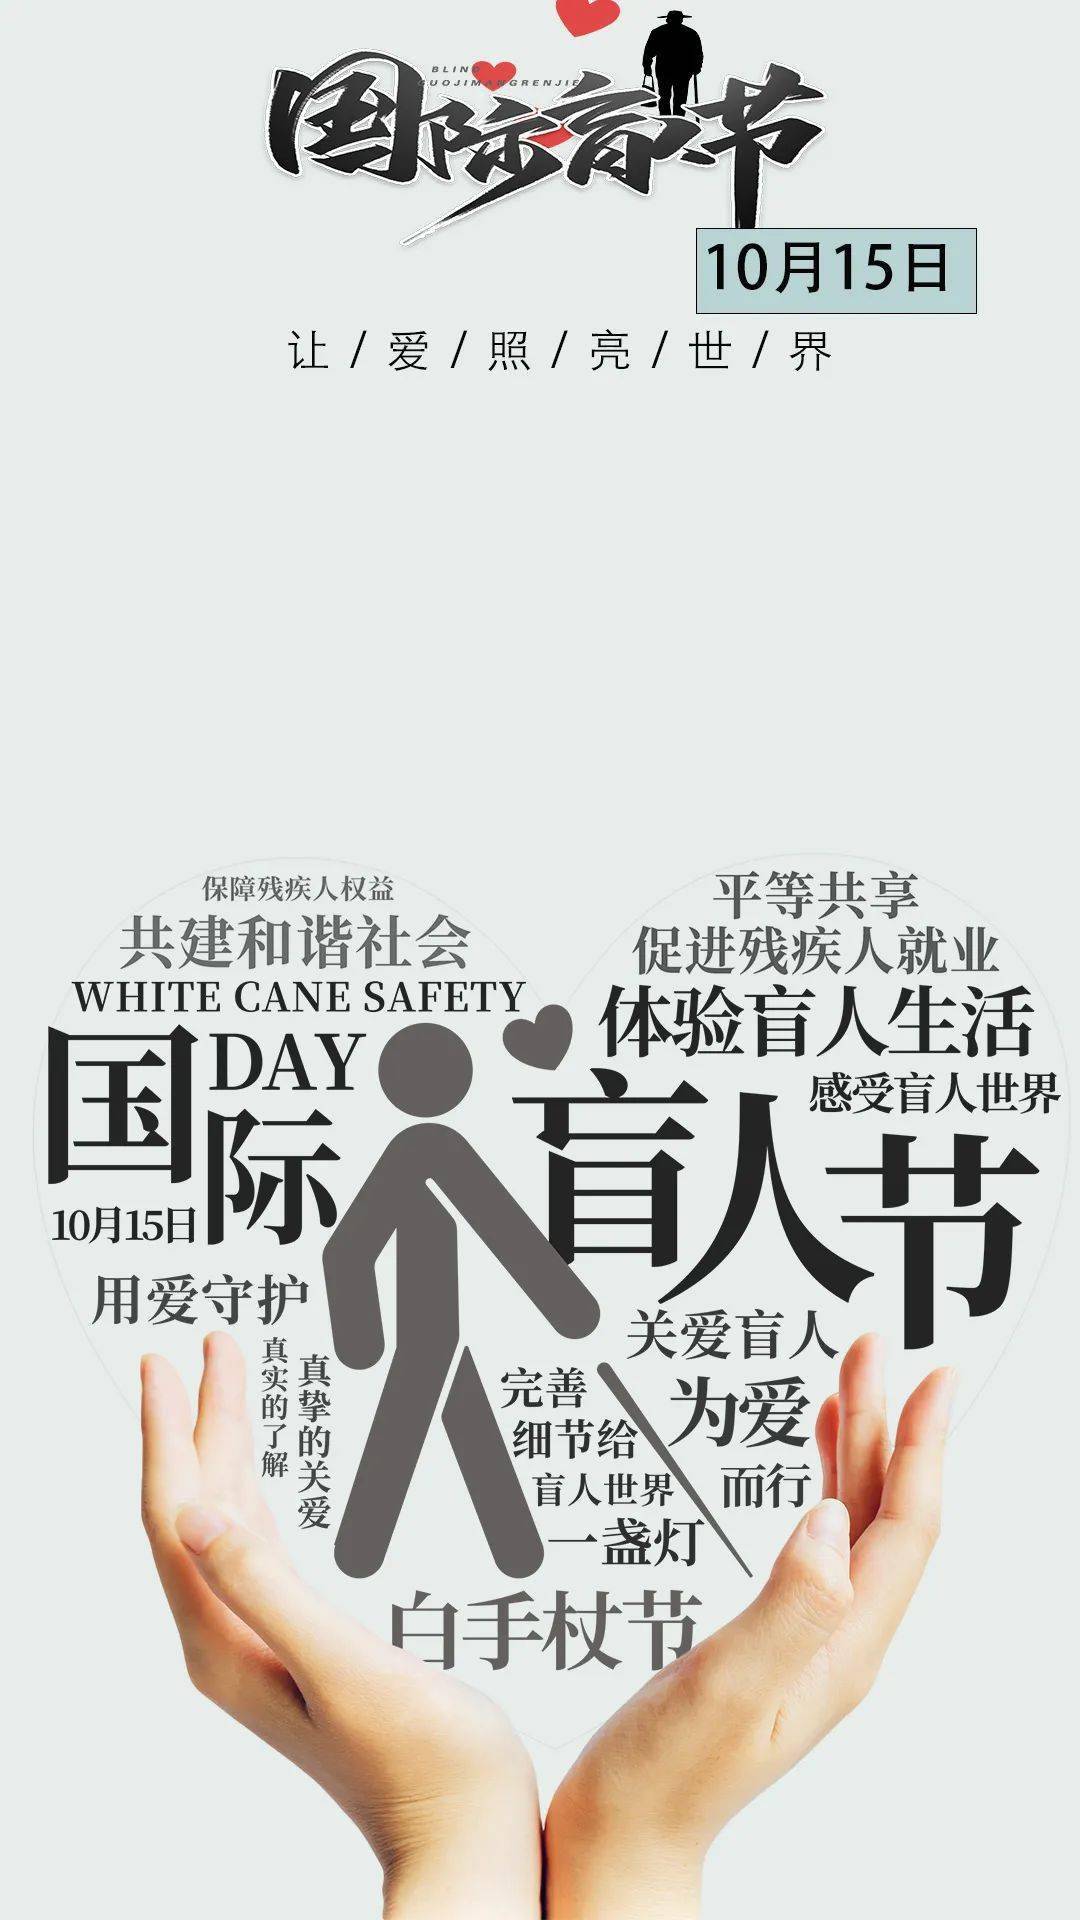 BLIND
GUOJIMANGRENJIE
国际盲人节
10月15日
让/爱/照/亮/世/界
保障残疾人权益
共建和谐社会
WHITE CANE SAFETY
DAY
国际
10月15日
用爱守护
真实的了解
真挚的关爱
平等共享
促进残疾人就业
体验盲人生活
感受盲人世界
盲人节
关爱盲人
为爱
而行
完善
细节给
盲人世界
一盏灯
白手杖节